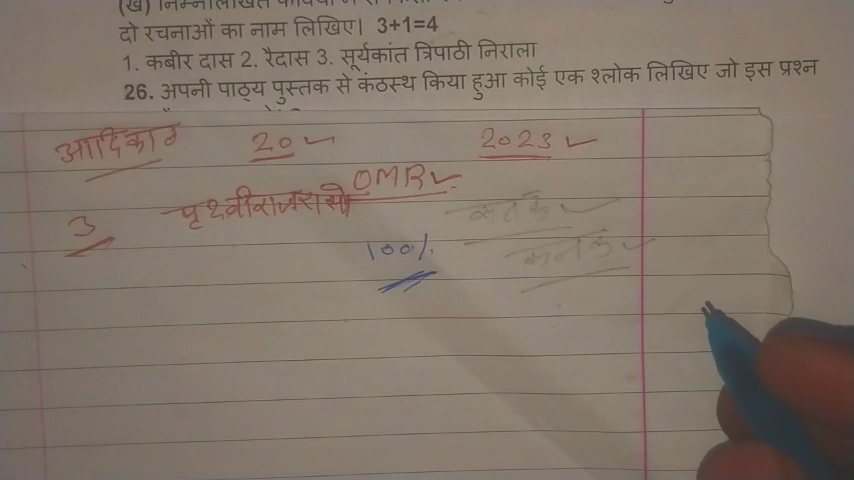 (ख) निम्नलिखित
दो रचनाओं का नाम लिखिए। 3+1=4
1. कबीर दास 2. रैदास 3. सूर्यकांत त्रिपाठी निराला
26. अपनी पाठ्य पुस्तक से कंठस्थ किया हुआ कोई एक श्लोक लिखिए जो इस प्रश्न
आदिकाल 20 2023
OMR
3 पृथ्वीराजरासो
100%